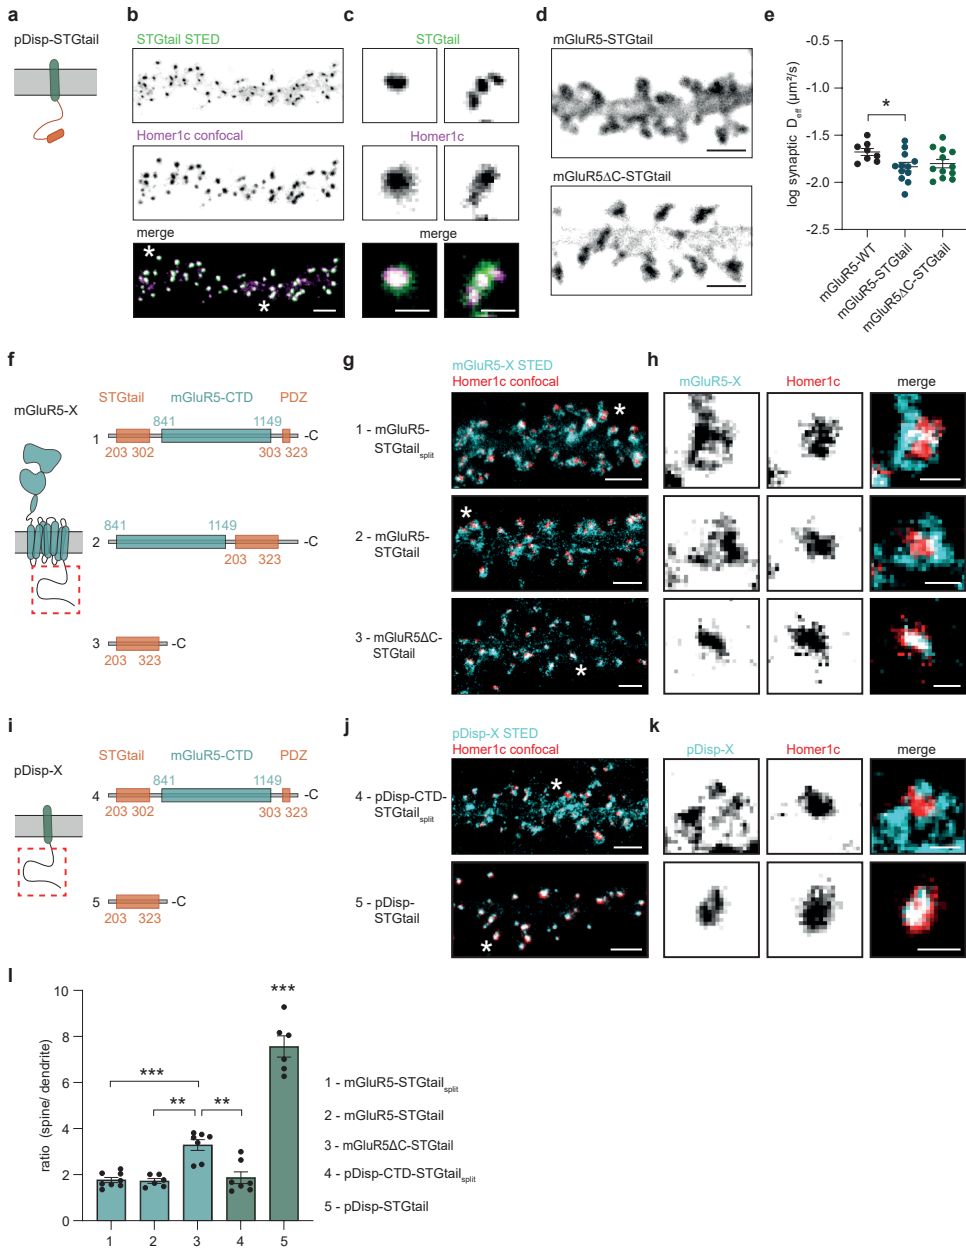 a
pDisp-STGtail
b
STGtail STED
Homer1c confocal
merge
*
*
c
STGtail
Homer1c
merge
d
mGluR5-STGtail
mGluR5ΔC-STGtail
e
log synaptic Deff (μm²/s)
-0.5
-1.0
-1.5
-2.0
-2.5
*
mGluR5-WT
mGluR5-STGtail
mGluR5ΔC-STGtail
f
mGluR5-X
STGtail mGluR5-CTD PDZ
841 1149
1 -C
203 302 303 323
841 1149
2 -C
203 323
3 -C
203 323
g
mGluR5-X STED
Homer1c confocal
1 - mGluR5-
STGtailsplit
*
2 - mGluR5-
STGtail
*
3 - mGluR5ΔC-
STGtail
*
h
mGluR5-X Homer1c merge
i
pDisp-X
STGtail mGluR5-CTD PDZ
841 1149
4 -C
203 302 303 323
5 -C
203 323
j
pDisp-X STED
Homer1c confocal
4 - pDisp-CTD-
STGtailsplit
*
5 - pDisp-
STGtail
*
k
pDisp-X Homer1c merge
l
ratio (spine/ dendrite)
10
8
6
4
2
0
***
***
** **
1 2 3 4 5
1 - mGluR5-STGtailsplit
2 - mGluR5-STGtail
3 - mGluR5ΔC-STGtail
4 - pDisp-CTD-STGtailsplit
5 - pDisp-STGtail